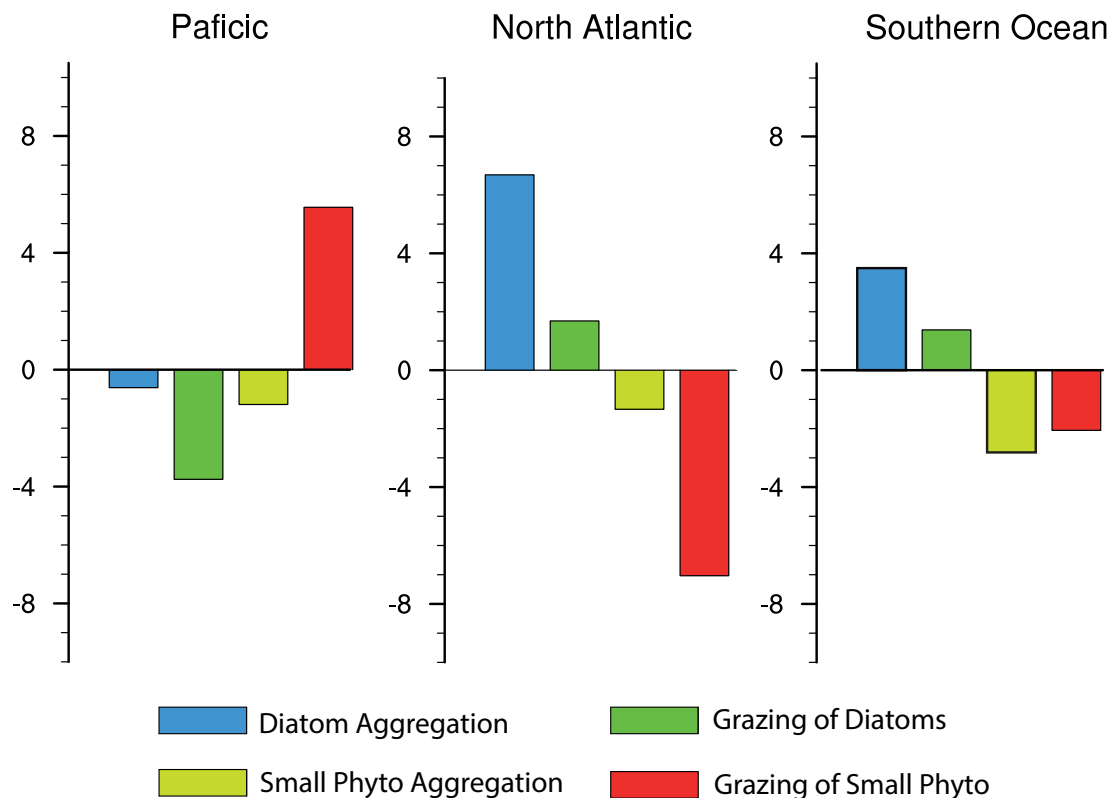 Paficic
North Atlantic
Southern Ocean
8
4
0
-4
-8
8
4
0
-4
-8
8
4
0
-4
-8
Diatom Aggregation
Grazing of Diatoms
Small Phyto Aggregation
Grazing of Small Phyto